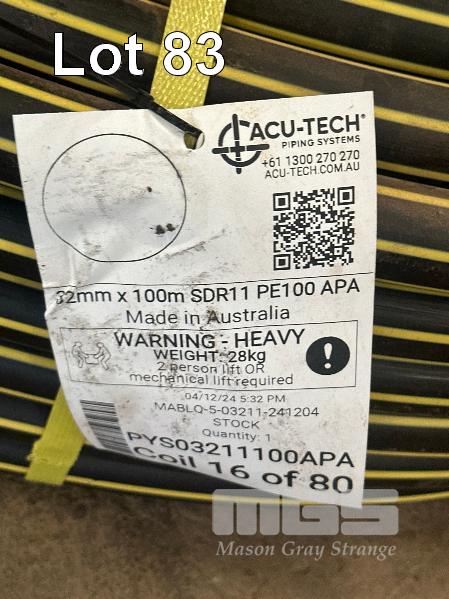 Lot 83
ACU-TECH®
PIPING SYSTEMS
+61 1300 270 270
ACU-TECH.COM.AU
32mm x 100m SDR11 PE100 APA
Made in Australia
WARNING - HEAVY
WEIGHT: 28kg
2 person lift OR
mechanical lift required
04/12/24 5:32 PM
MABLQ-5-03211-241204
STOCK
Quantity: 1
PYS03211100APA
Coil 16 of 80
MGS
Mason Gray Strange